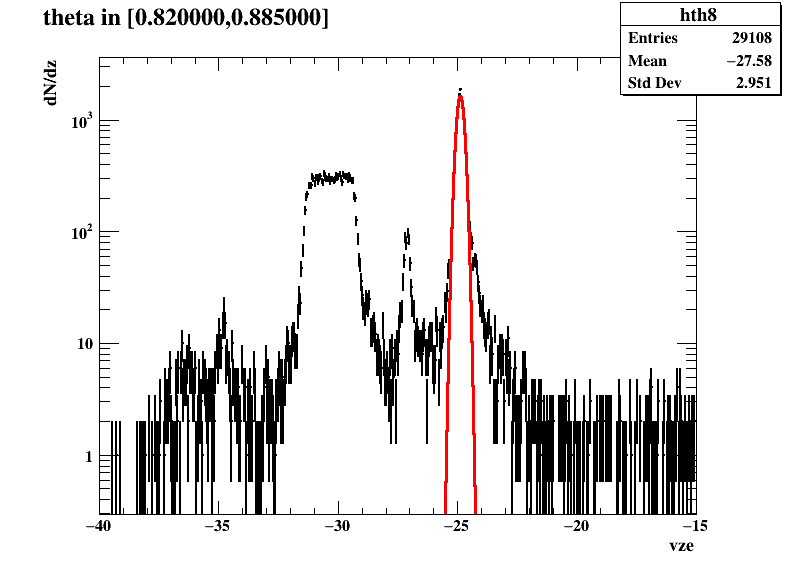 theta in [0.820000,0.885000]
hth8
Entries 29108
Mean −27.58
Std Dev 2.951
dN/dz
10³
10²
10
1
−40 −35 −30 −25 −20 −15
vze